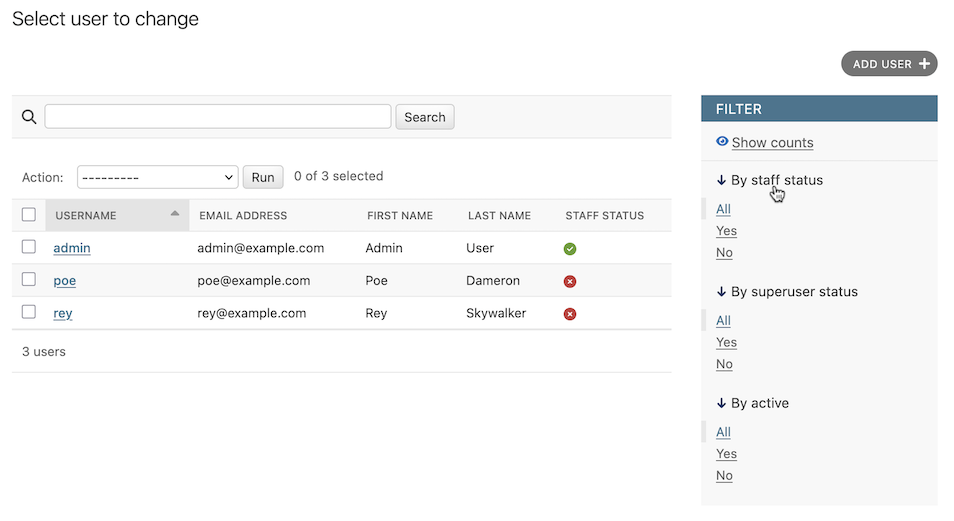 Select user to change
ADD USER +
Search
Action: --------- Run 0 of 3 selected
USERNAME EMAIL ADDRESS FIRST NAME LAST NAME STAFF STATUS
admin admin@example.com Admin User
poe poe@example.com Poe Dameron
rey rey@example.com Rey Skywalker
3 users
FILTER
Show counts
↓ By staff status
All
Yes
No
↓ By superuser status
All
Yes
No
↓ By active
All
Yes
No